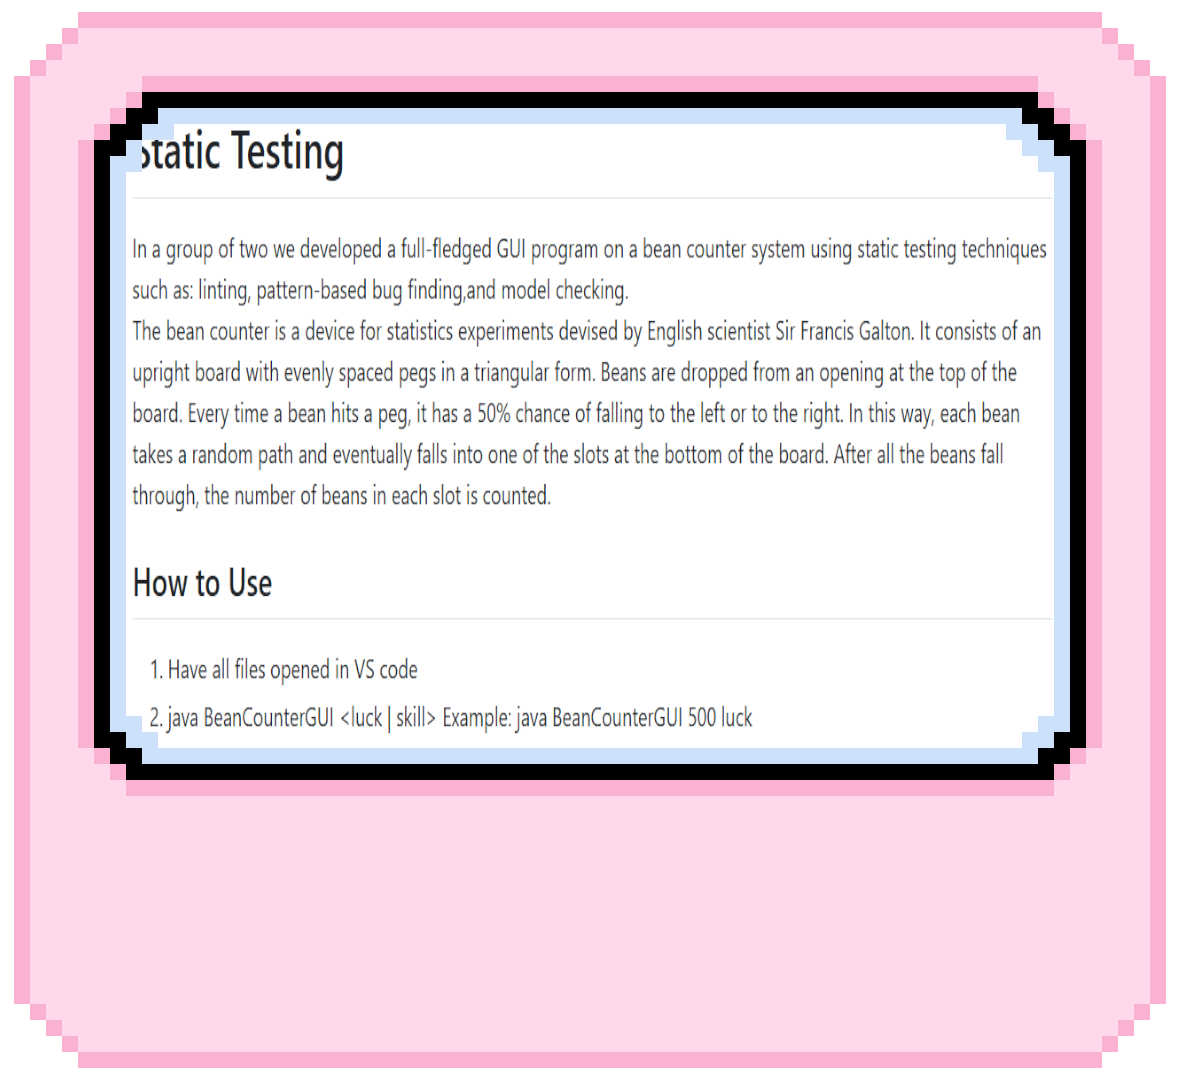 Static Testing
In a group of two we developed a full-fledged GUI program on a bean counter system using static testing techniques
such as: linting, pattern-based bug finding,and model checking.
The bean counter is a device for statistics experiments devised by English scientist Sir Francis Galton. It consists of an
upright board with evenly spaced pegs in a triangular form. Beans are dropped from an opening at the top of the
board. Every time a bean hits a peg, it has a 50% chance of falling to the left or to the right. In this way, each bean
takes a random path and eventually falls into one of the slots at the bottom of the board. After all the beans fall
through, the number of beans in each slot is counted.
How to Use
1. Have all files opened in VS code
2. java BeanCounterGUI <luck | skill> Example: java BeanCounterGUI 500 luck